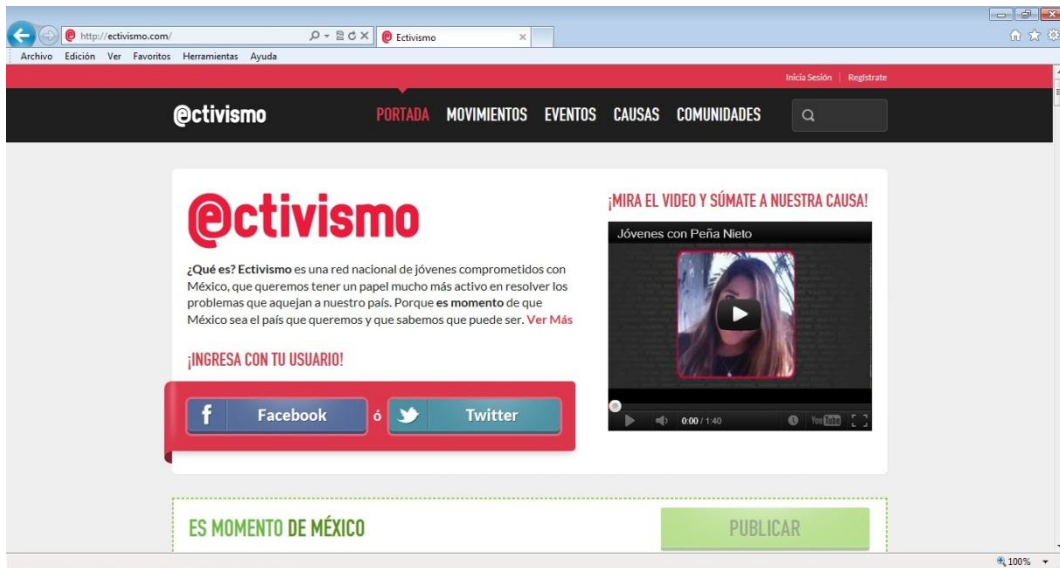 http://ectivismo.com/
Ectivismo
Archivo Edición Ver Favoritos Herramientas Ayuda
Inicia Sesión | Regístrate
@ctivismo
PORTADA MOVIMIENTOS EVENTOS CAUSAS COMUNIDADES
@ctivismo
¿Qué es? Ectivismo es una red nacional de jóvenes comprometidos con
México, que queremos tener un papel mucho más activo en resolver los
problemas que aquejan a nuestro país. Porque es momento de que
México sea el país que queremos y que sabemos que puede ser. Ver Más
¡INGRESA CON TU USUARIO!
f Facebook ó Twitter
¡MIRA EL VIDEO Y SÚMATE A NUESTRA CAUSA!
Jóvenes con Peña Nieto
0:00 / 1:40 YouTube
ES MOMENTO DE MÉXICO
PUBLICAR
100%